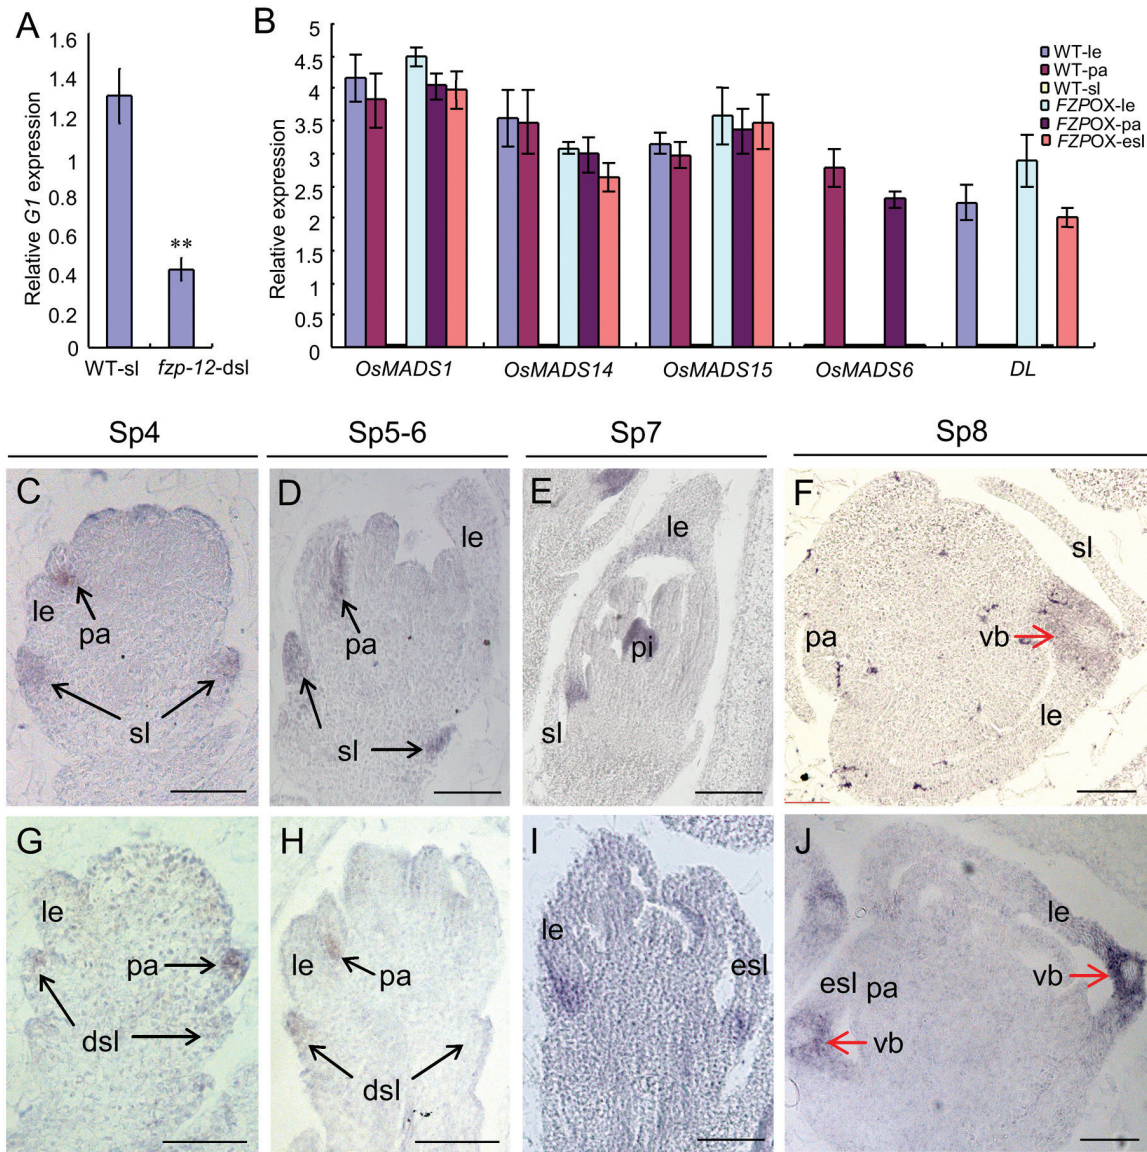 A
Relative G1 expression
1.6
1.4
1.2
1
0.8
0.6
0.4
0.2
0
**
WT-sl fzp-12-dsl
B
Relative expression
5
4.5
4
3.5
3
2.5
2
1.5
1
0.5
0
OsMADS1 OsMADS14 OsMADS15 OsMADS6 DL
WT-le
WT-pa
WT-sl
FZPOX-le
FZPOX-pa
FZPOX-esl
Sp4 Sp5-6 Sp7 Sp8
C
le
pa
sl
D
le
pa
sl
E
le
pi
sl
F
sl
pa
vb
le
G
le
pa
dsl
H
le
pa
dsl
I
le
esl
J
le
esl pa
vb
vb